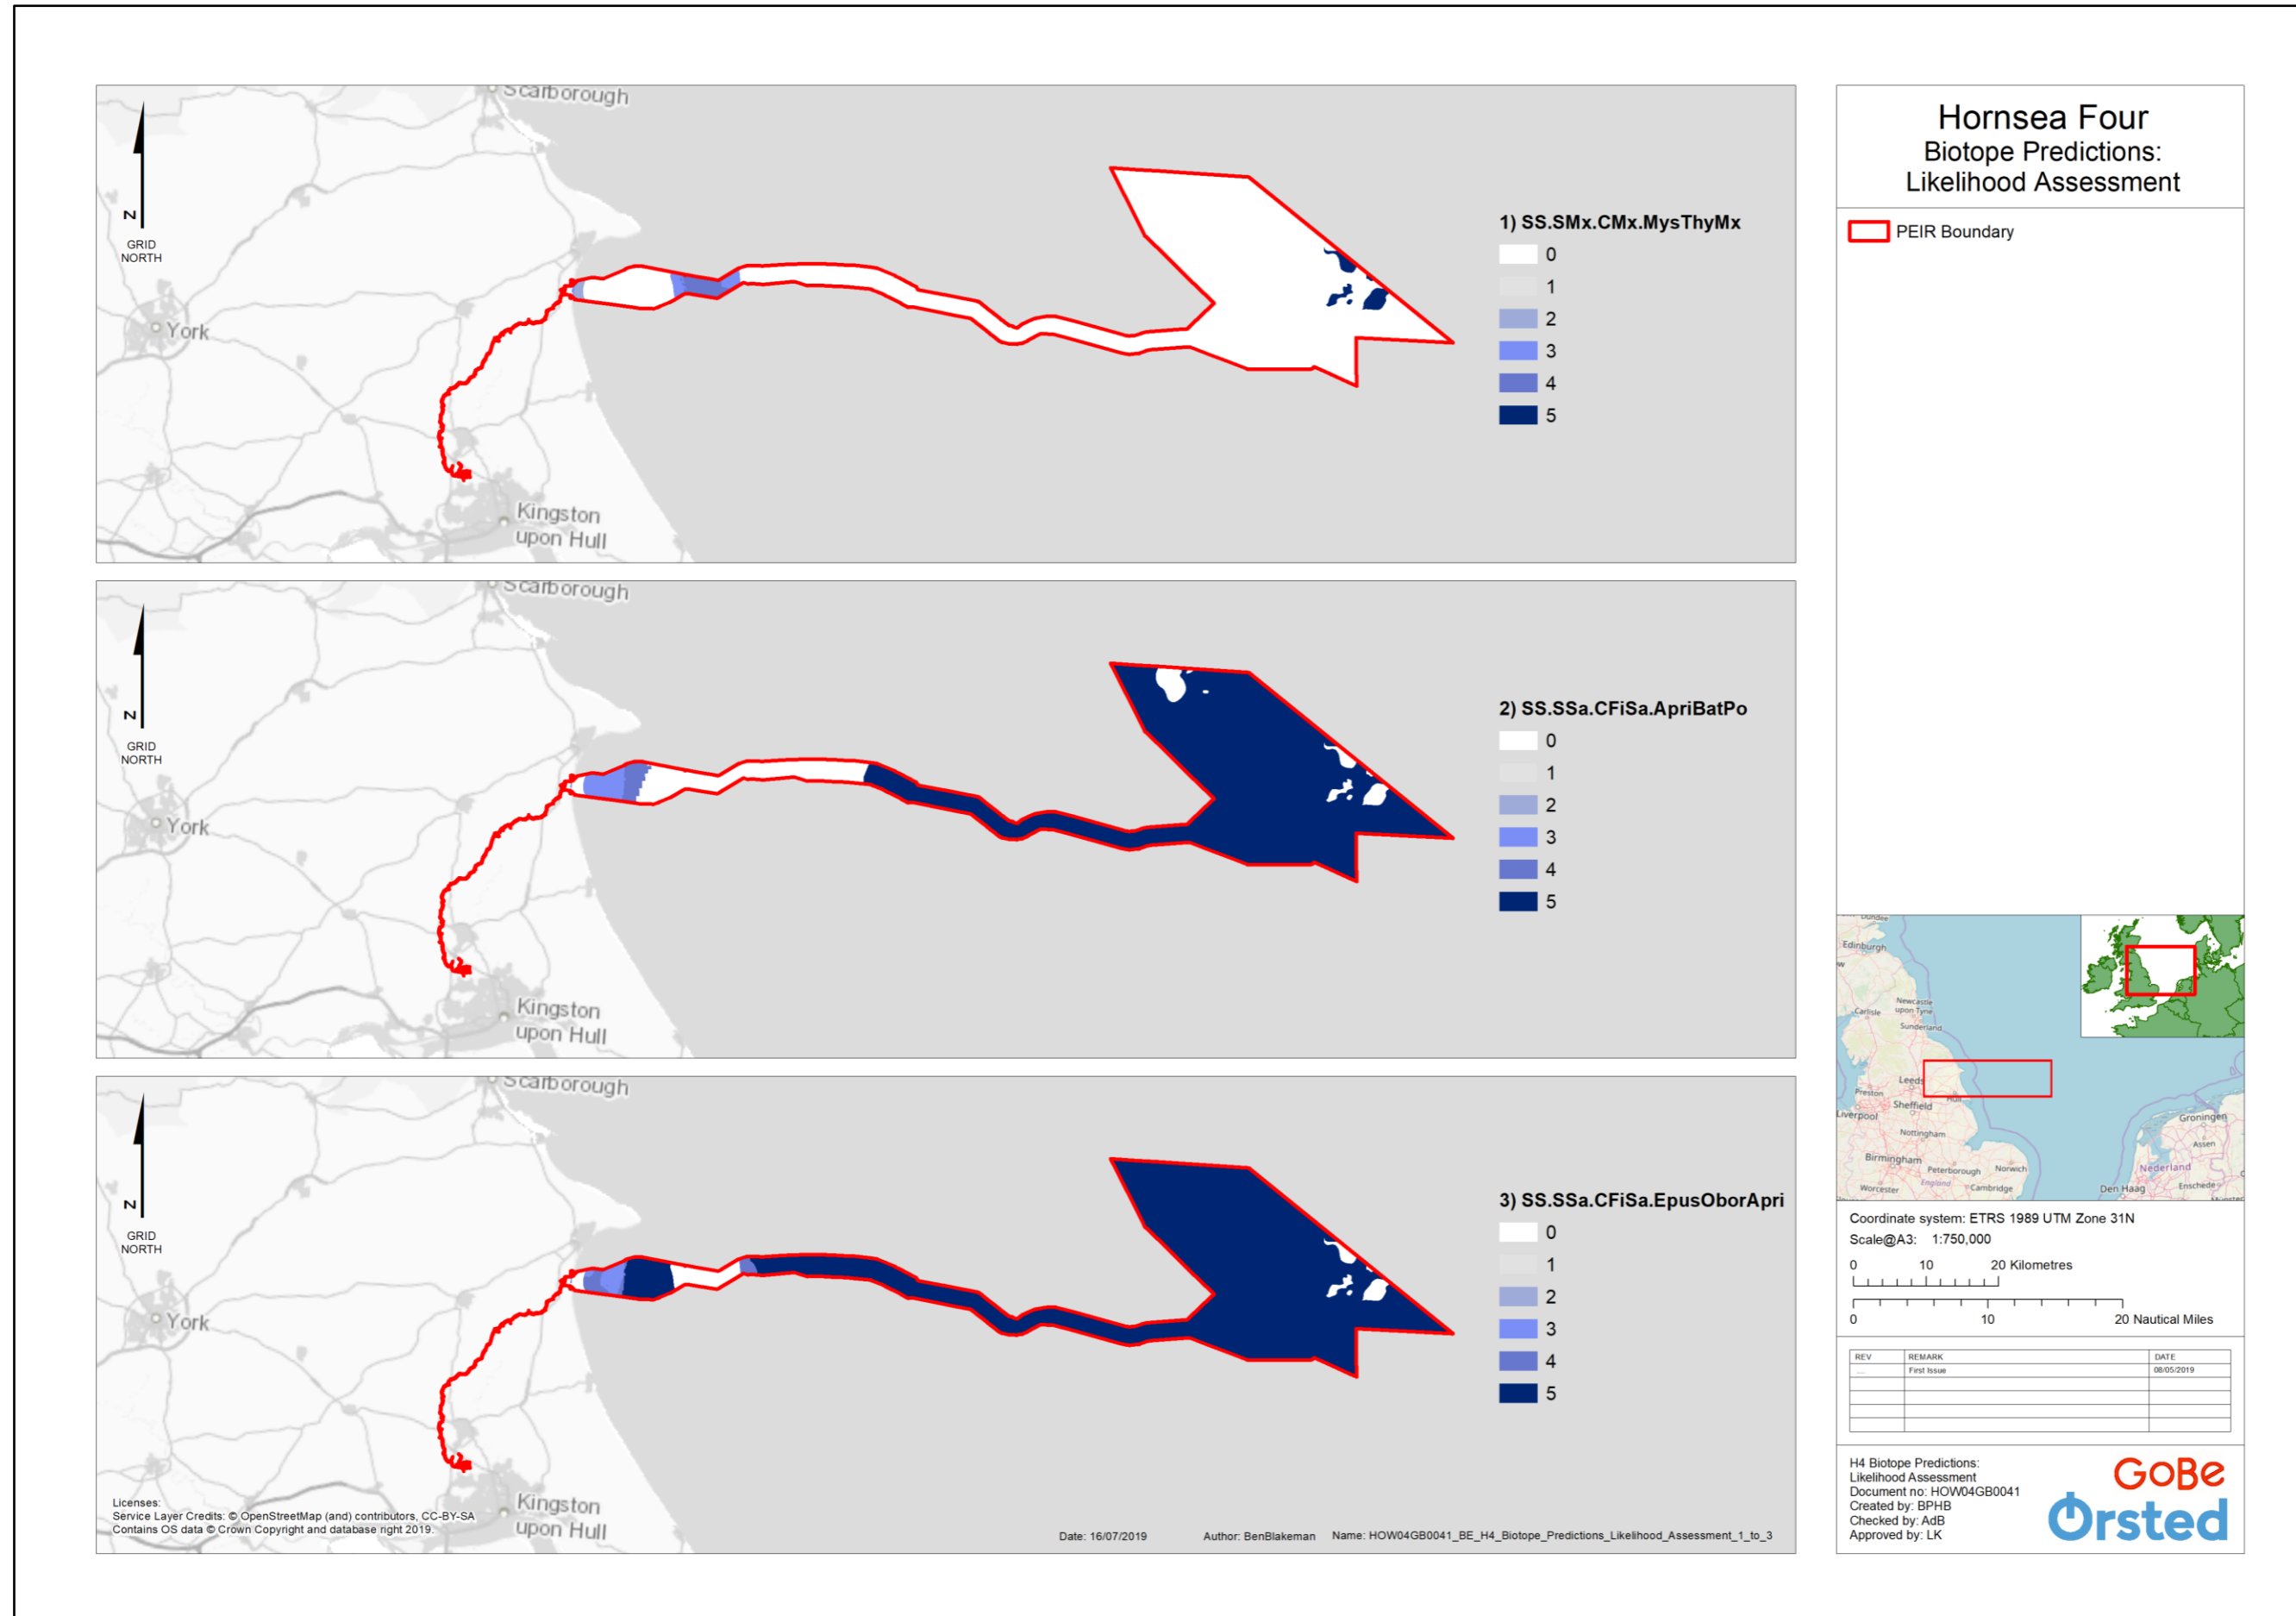 Scarborough
N
GRID
NORTH
York
Kingston
upon Hull
1) SS.SMx.CMx.MysThyMx
0
1
2
3
4
5
Scarborough
N
GRID
NORTH
York
Kingston
upon Hull
2) SS.SSa.CFiSa.ApriBatPo
0
1
2
3
4
5
Scarborough
N
GRID
NORTH
York
Kingston
upon Hull
3) SS.SSa.CFiSa.EpusOborApri
0
1
2
3
4
5
Licenses:
Service Layer Credits: © OpenStreetMap (and) contributors, CC-BY-SA
Contains OS data © Crown Copyright and database right 2019.
Date: 16/07/2019 Author: BenBlakeman Name: HOW04GB0041_BE_H4_Biotope_Predictions_Likelihood_Assessment_1_to_3
Hornsea Four
Biotope Predictions:
Likelihood Assessment
PEIR Boundary
Dundee
Edinburgh
Newcastle
upon Tyne
Carlisle
Sunderland
Leeds
Preston
Hull
Liverpool
Sheffield
Nottingham
Birmingham
Peterborough
Norwich
Worcester
England
Cambridge
Groningen
Assen
Nederland
Den Haag
Enschede
Coordinate system: ETRS 1989 UTM Zone 31N
Scale@A3: 1:750,000
0 10 20 Kilometres
0 10 20 Nautical Miles
REV REMARK DATE
.... First Issue 08/05/2019
H4 Biotope Predictions:
Likelihood Assessment
Document no: HOW04GB0041
Created by: BPHB
Checked by: AdB
Approved by: LK
GoBe
Ørsted